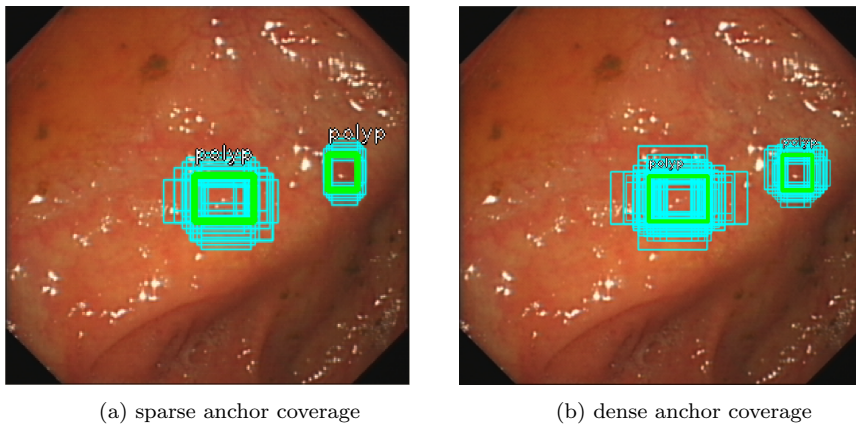 polyp
polyp
polyp
polyp
(a) sparse anchor coverage
(b) dense anchor coverage